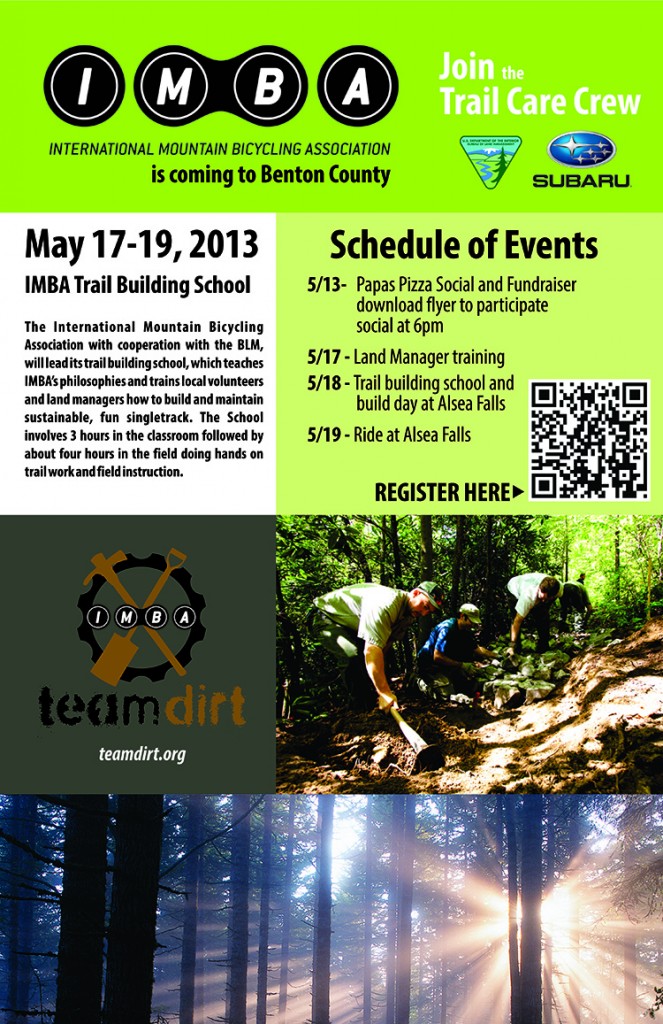 IMBA
INTERNATIONAL MOUNTAIN BICYCLING ASSOCIATION
is coming to Benton County
Join the
Trail Care Crew
SUBARU
May 17-19, 2013
IMBA Trail Building School
The International Mountain Bicycling
Association with cooperation with the BLM,
will lead its trail building school, which teaches
IMBA's philosophies and trains local volunteers
and land managers how to build and maintain
sustainable, fun singletrack. The School
involves 3 hours in the classroom followed by
about four hours in the field doing hands on
trail work and field instruction.
Schedule of Events
5/13- Papas Pizza Social and Fundraiser
download flyer to participate
social at 6pm
5/17 - Land Manager training
5/18 - Trail building school and
build day at Alsea Falls
5/19 - Ride at Alsea Falls
REGISTER HERE
IMBA
teamdirt
teamdirt.org